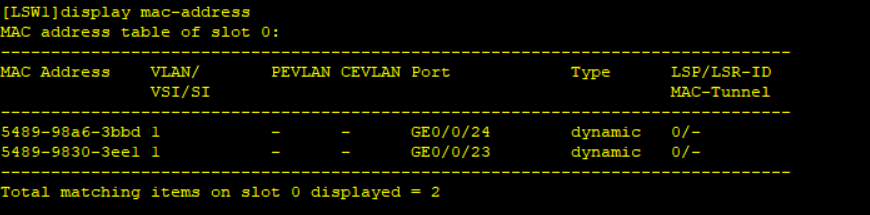 [LSW1]display mac-address
MAC address table of slot 0:
-------------------------------------------------------------------------------
MAC Address    VLAN/       PEVLAN CEVLAN Port            Type      LSP/LSR-ID
               VSI/SI                                              MAC-Tunnel
-------------------------------------------------------------------------------
5489-98a6-3bbd 1           -      -      GE0/0/24        dynamic   0/-
5489-9830-3ee1 1           -      -      GE0/0/23        dynamic   0/-
-------------------------------------------------------------------------------
Total matching items on slot 0 displayed = 2